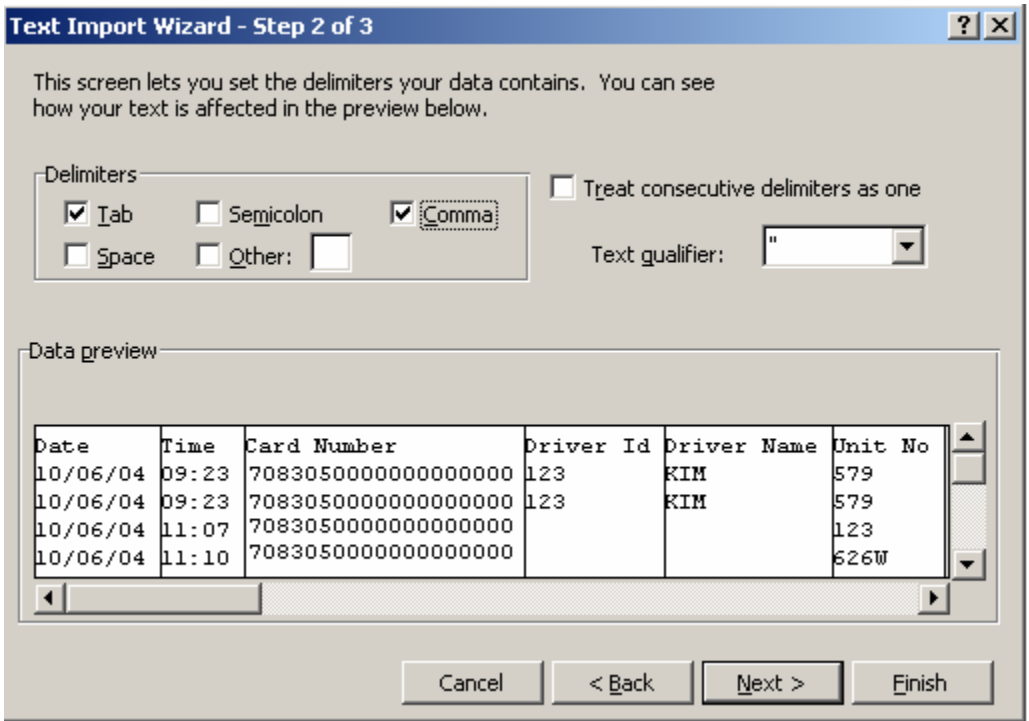 Text Import Wizard - Step 2 of 3
This screen lets you set the delimiters your data contains. You can see
how your text is affected in the preview below.
Delimiters
Tab Semicolon Comma
Space Other:
Treat consecutive delimiters as one
Text qualifier: "
Data preview
Date Time Card Number Driver Id Driver Name Unit No
10/06/04 09:23 7083050000000000000 123 KIM 579
10/06/04 09:23 7083050000000000000 123 KIM 579
10/06/04 11:07 7083050000000000000 123
10/06/04 11:10 7083050000000000000 626W
Cancel < Back Next > Finish